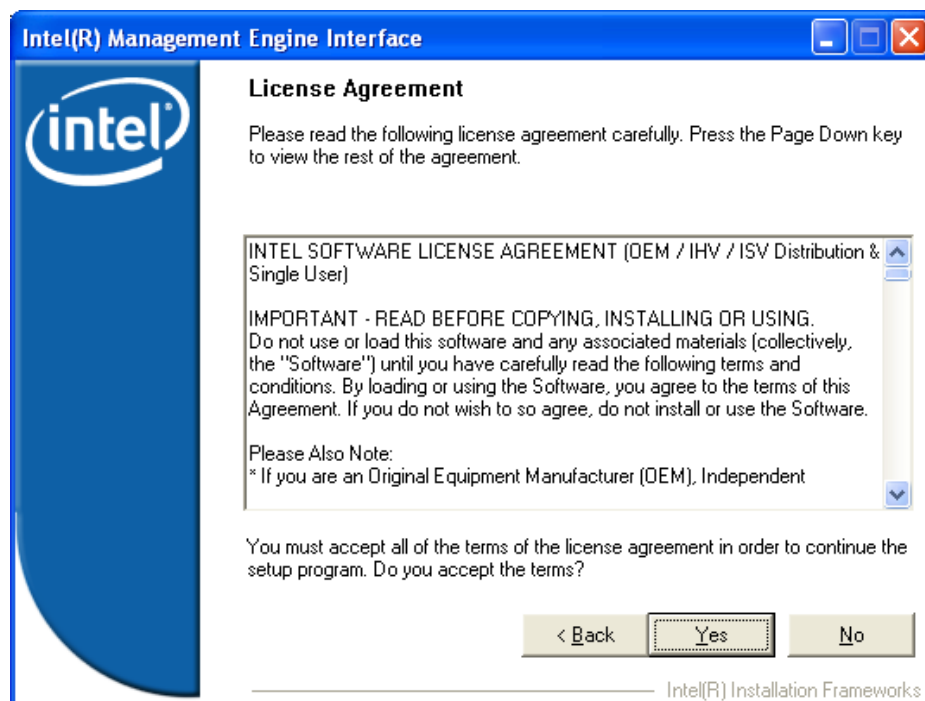 Intel(R) Management Engine Interface
intel
License Agreement
Please read the following license agreement carefully. Press the Page Down key
to view the rest of the agreement.
INTEL SOFTWARE LICENSE AGREEMENT (OEM / IHV / ISV Distribution &
Single User)
IMPORTANT - READ BEFORE COPYING, INSTALLING OR USING.
Do not use or load this software and any associated materials (collectively,
the "Software") until you have carefully read the following terms and
conditions. By loading or using the Software, you agree to the terms of this
Agreement. If you do not wish to so agree, do not install or use the Software.
Please Also Note:
* If you are an Original Equipment Manufacturer (OEM), Independent
You must accept all of the terms of the license agreement in order to continue the
setup program. Do you accept the terms?
< Back Yes No
Intel(R) Installation Frameworks